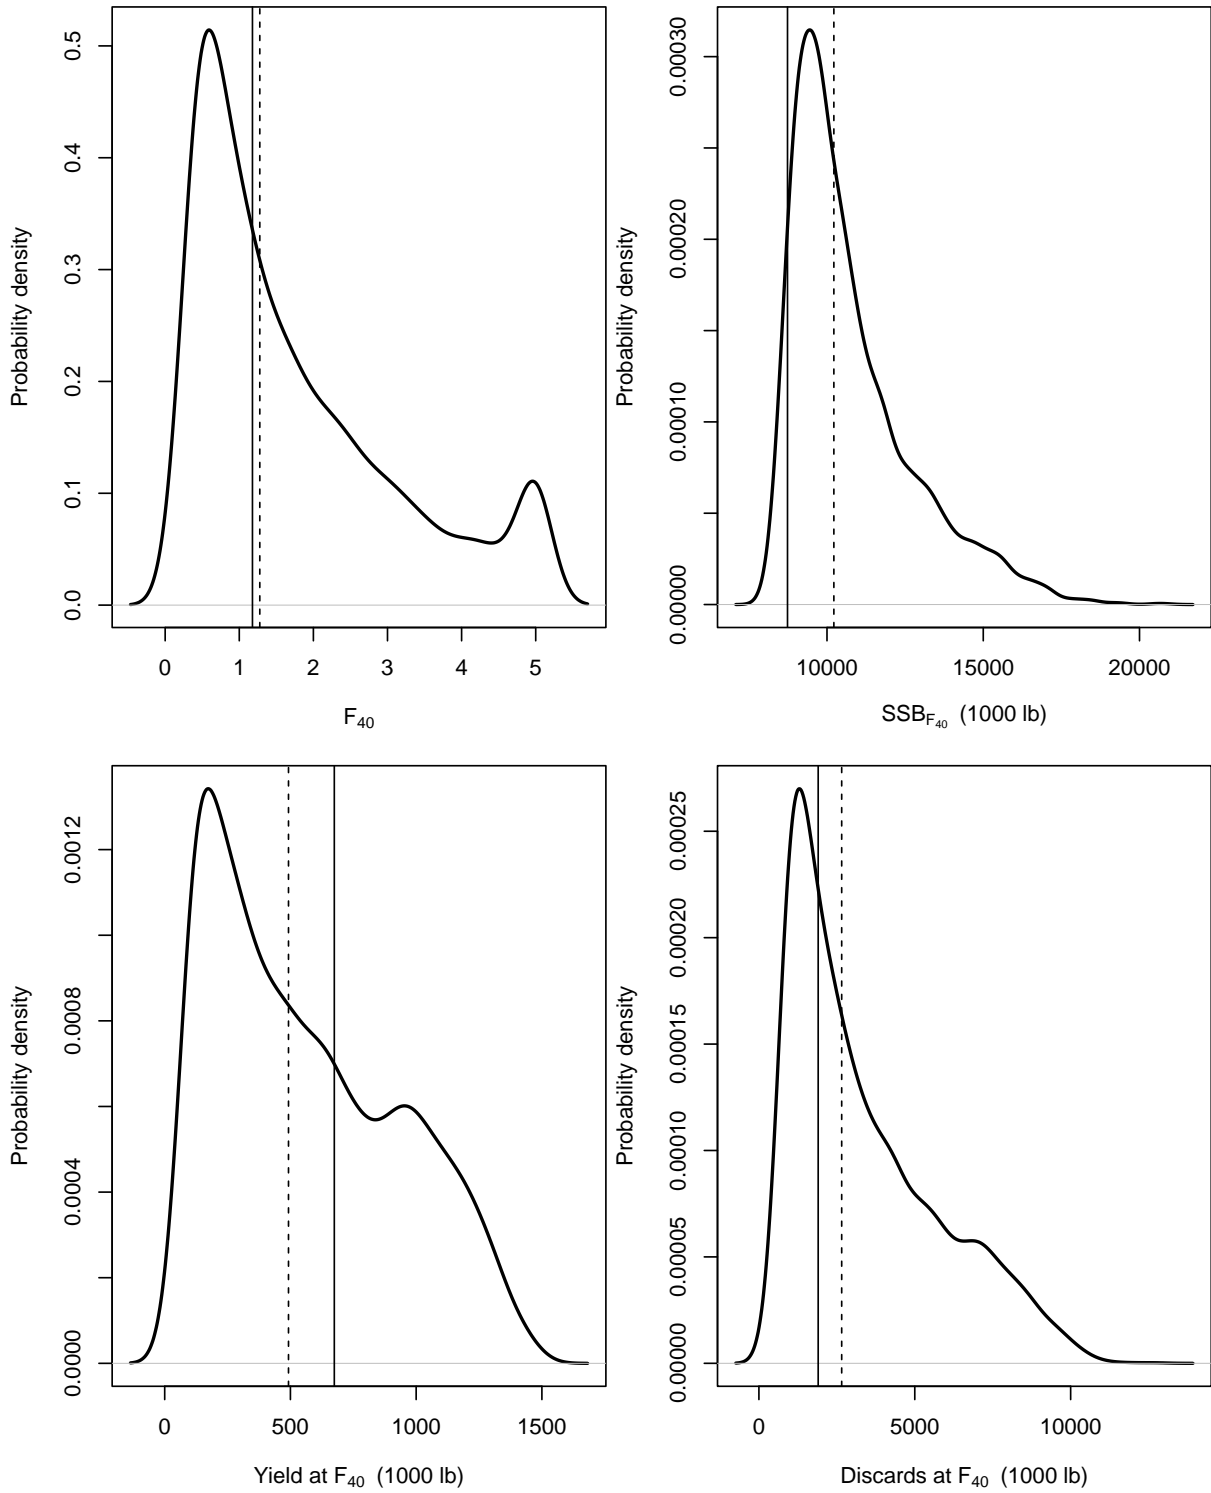 0.0 0.1 0.2 0.3 0.4 0.5
Probability density
0 1 2 3 4 5
F40
0.00000 0.00010 0.00020 0.00030
Probability density
10000 15000 20000
SSBF40 (1000 lb)
0.0000 0.0004 0.0008 0.0012
Probability density
0 500 1000 1500
Yield at F40 (1000 lb)
0.00000 0.00005 0.00010 0.00015 0.00020 0.00025
Probability density
0 5000 10000
Discards at F40 (1000 lb)